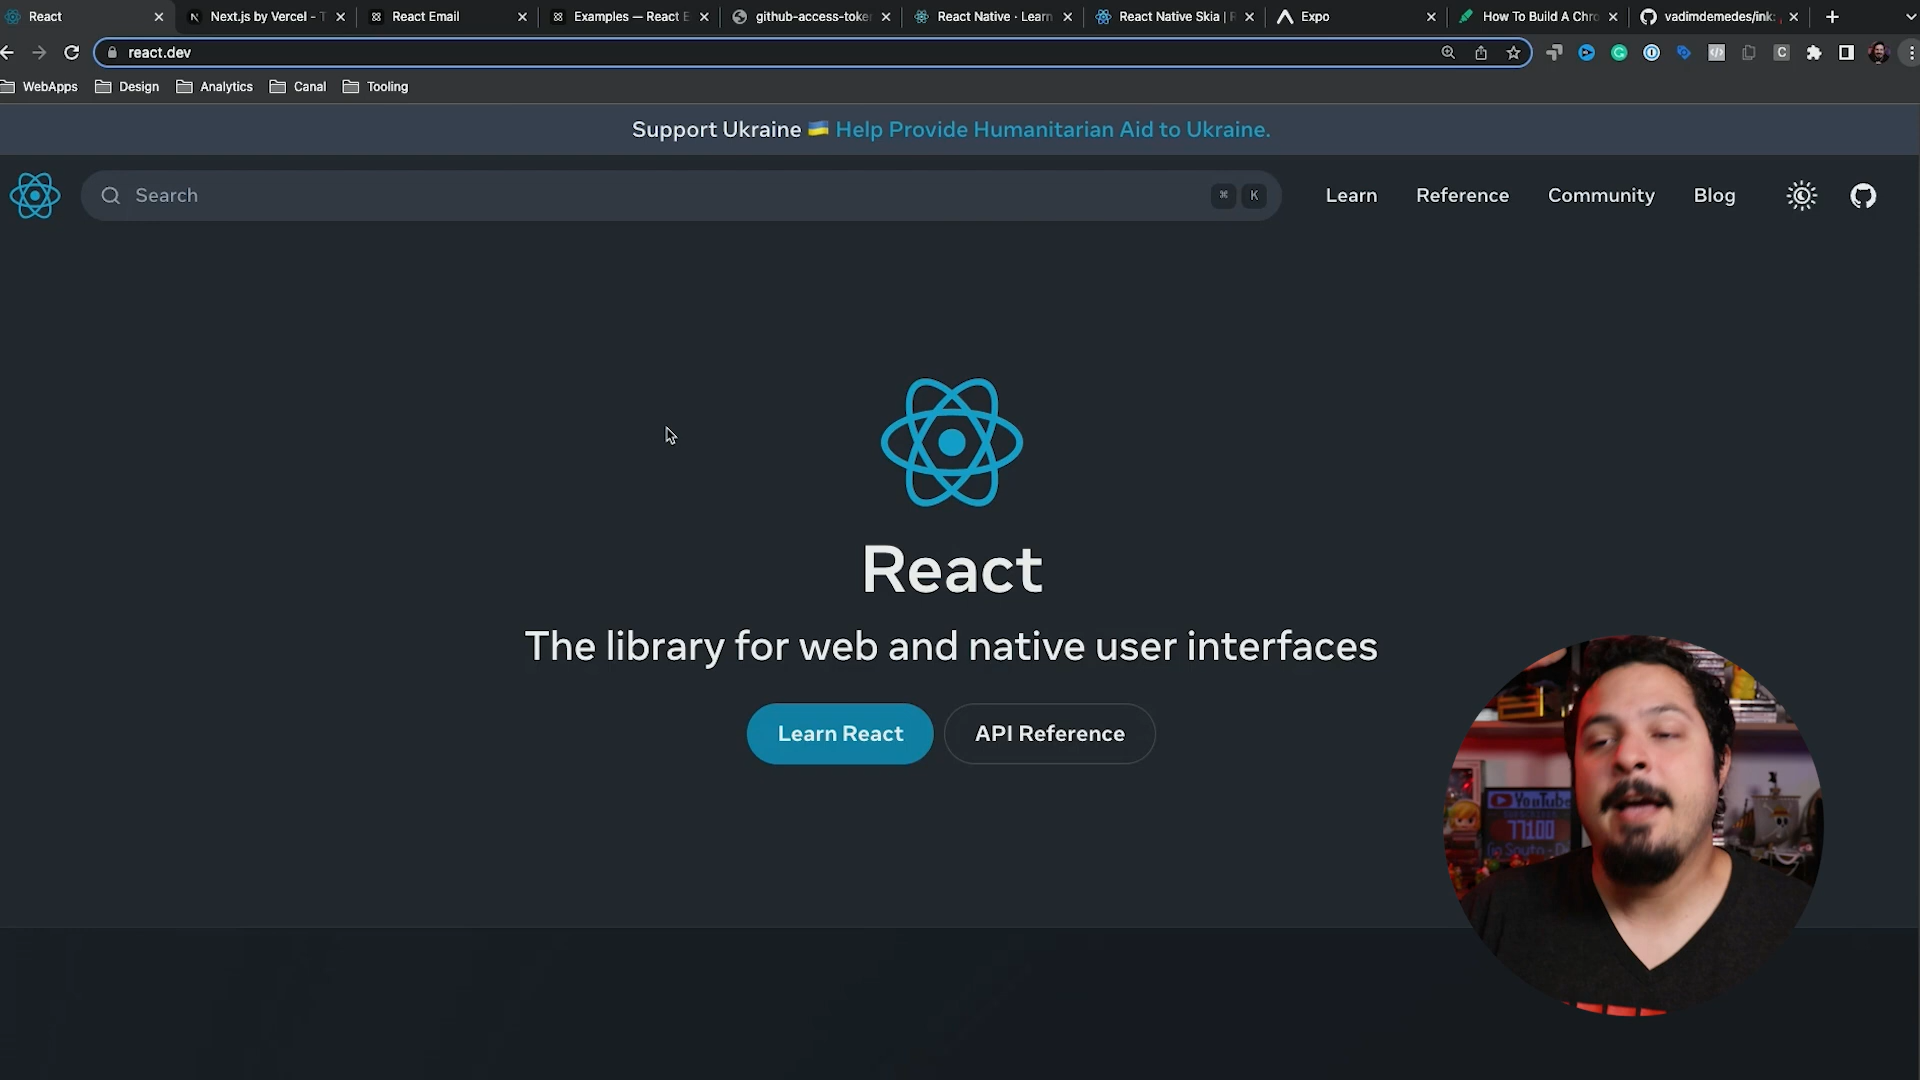 React
Next.js by Vercel - T
React Email
Examples — React E
github-access-toke
React Native · Learn
React Native Skia | R
Expo
How To Build A Chro
vadimdemedes/ink:
react.dev
WebApps
Design
Analytics
Canal
Tooling
Support Ukraine 🇺🇦 Help Provide Humanitarian Aid to Ukraine.
Search
⌘ K
Learn
Reference
Community
Blog
React
The library for web and native user interfaces
Learn React
API Reference
YouTube
77100